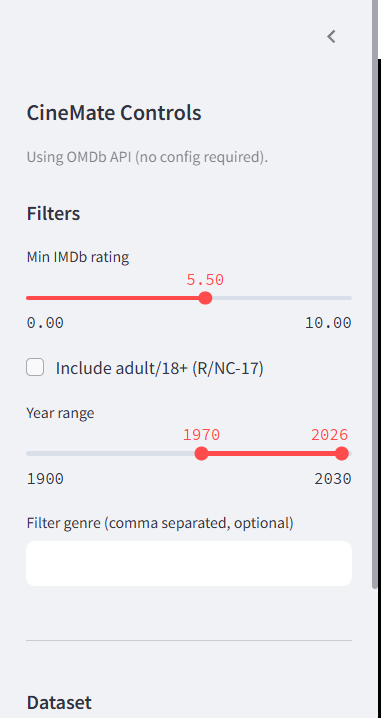 CineMate Controls
Using OMDb API (no config required).
Filters
Min IMDb rating
5.50
0.00 10.00
Include adult/18+ (R/NC-17)
Year range
1970 2026
1900 2030
Filter genre (comma separated, optional)
Dataset